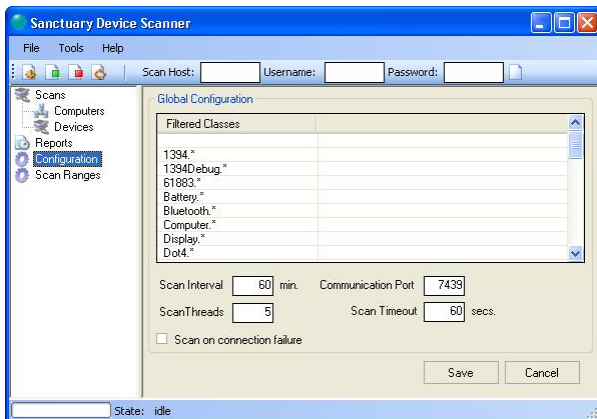 Sanctuary Device Scanner
File Tools Help
Scan Host: Username: Password:
Scans
Computers
Devices
Reports
Configuration
Scan Ranges
Global Configuration
Filtered Classes
1394.*
1394Debug.*
61883.*
Battery.*
Bluetooth.*
Computer.*
Display.*
Dot4.*
Scan Interval 60 min. Communication Port 7439
ScanThreads 5 Scan Timeout 60 secs.
Scan on connection failure
Save Cancel
State: idle